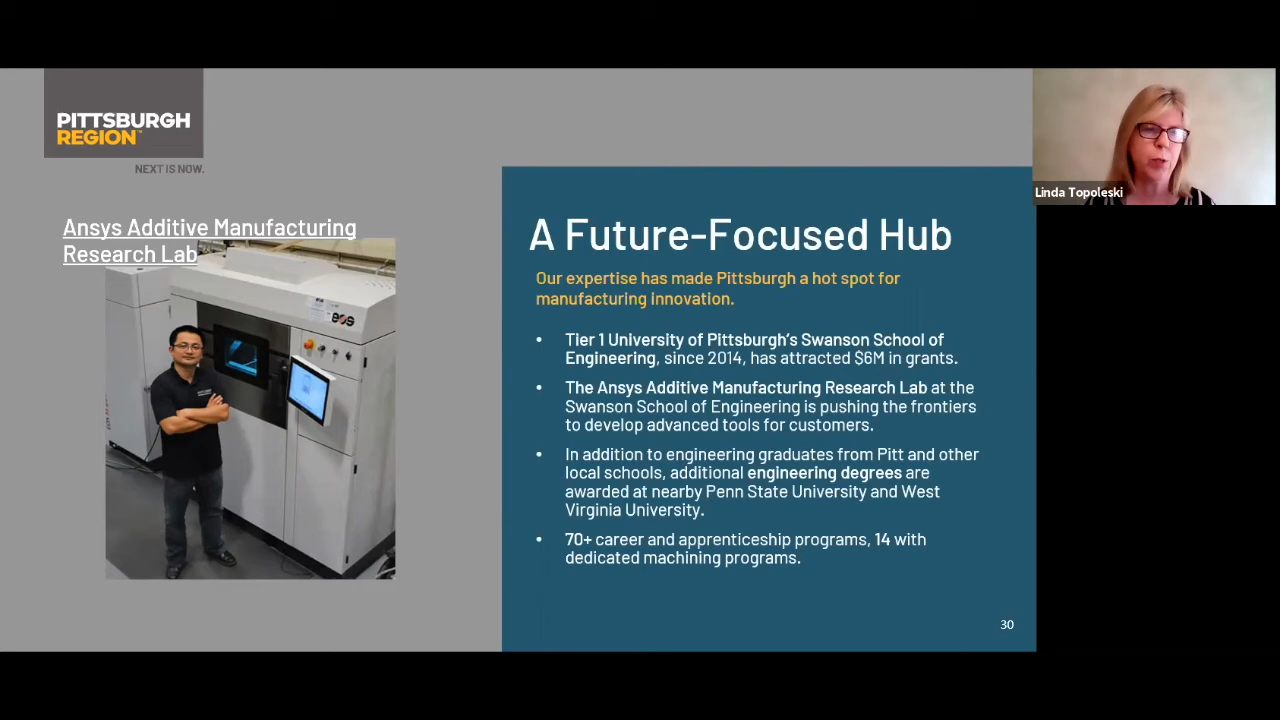 PITTSBURGH
REGION™
NEXT IS NOW.
Ansys Additive Manufacturing
Research Lab
eos
A Future-Focused Hub
Our expertise has made Pittsburgh a hot spot for
manufacturing innovation.
• Tier 1 University of Pittsburgh's Swanson School of
Engineering, since 2014, has attracted $6M in grants.
• The Ansys Additive Manufacturing Research Lab at the
Swanson School of Engineering is pushing the frontiers
to develop advanced tools for customers.
• In addition to engineering graduates from Pitt and other
local schools, additional engineering degrees are
awarded at nearby Penn State University and West
Virginia University.
• 70+ career and apprenticeship programs, 14 with
dedicated machining programs.
30
Linda Topoleski